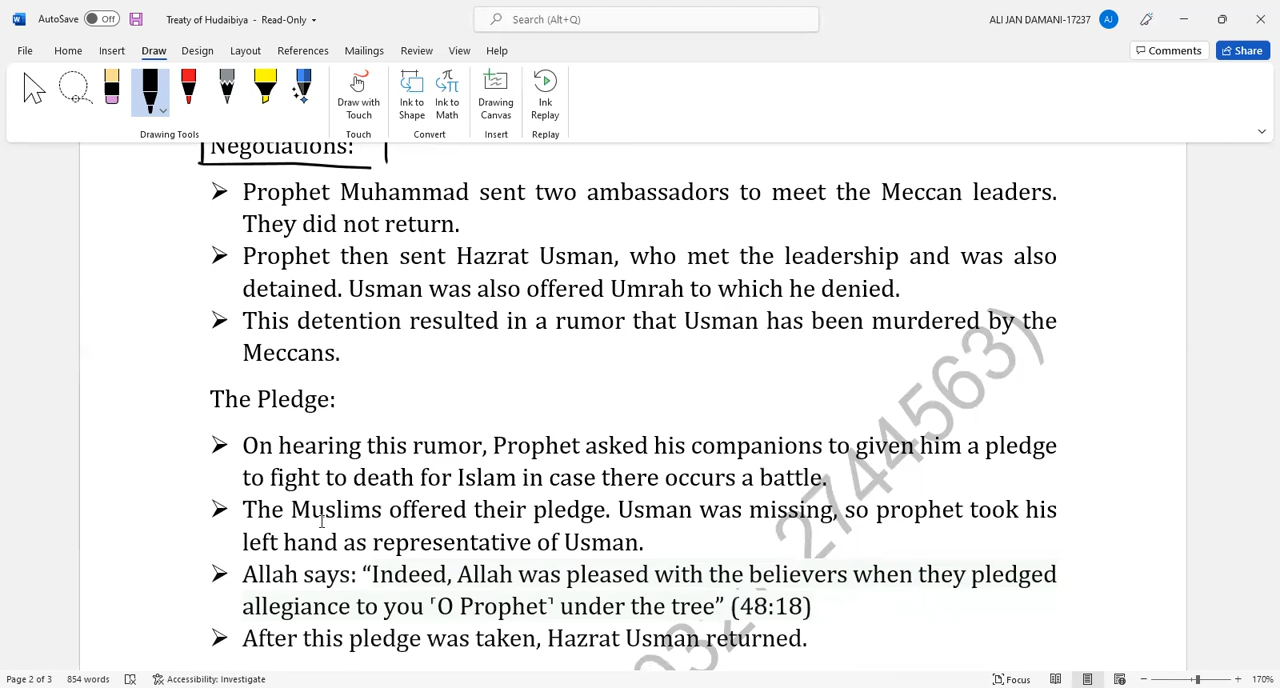 AutoSave Off Treaty of Hudaibiya - Read-Only Search (Alt+Q) ALI JAN DAMANI-17237 AJ
File Home Insert Draw Design Layout References Mailings Review View Help Comments Share
Draw with Touch
Ink to Shape
Ink to Math
Drawing Canvas
Ink Replay
Drawing Tools Touch Convert Insert Replay
Negotiations:
➢ Prophet Muhammad sent two ambassadors to meet the Meccan leaders.
They did not return.
➢ Prophet then sent Hazrat Usman, who met the leadership and was also
detained. Usman was also offered Umrah to which he denied.
➢ This detention resulted in a rumor that Usman has been murdered by the
Meccans.
The Pledge:
➢ On hearing this rumor, Prophet asked his companions to given him a pledge
to fight to death for Islam in case there occurs a battle.
➢ The Muslims offered their pledge. Usman was missing, so prophet took his
left hand as representative of Usman.
➢ Allah says: “Indeed, Allah was pleased with the believers when they pledged
allegiance to you ˹O Prophet˺ under the tree” (48:18)
➢ After this pledge was taken, Hazrat Usman returned.
2744563)
Page 2 of 3 854 words Accessibility: Investigate Focus 170%